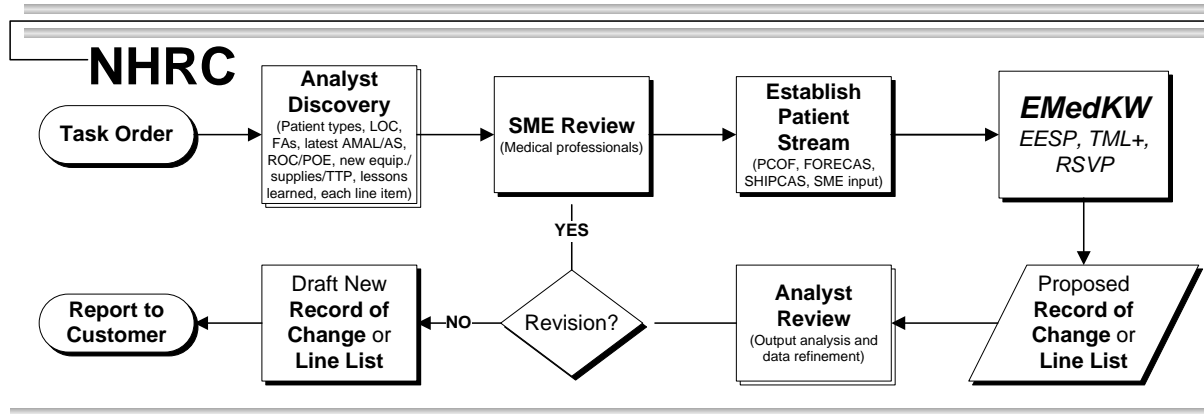 NHRC
Task Order
Analyst
Discovery
(Patient types, LOC,
FAs, latest AMAL/AS,
ROC/POE, new equip./
supplies/TTP, lessons
learned, each line item)
SME Review
(Medical professionals)
Establish
Patient
Stream
(PCOF, FORECAS,
SHIPCAS, SME input)
EMedKW
EESP, TML+,
RSVP
Proposed
Record of
Change or
Line List
Analyst
Review
(Output analysis and
data refinement)
Revision?
YES
NO
Draft New
Record of
Change or
Line List
Report to
Customer